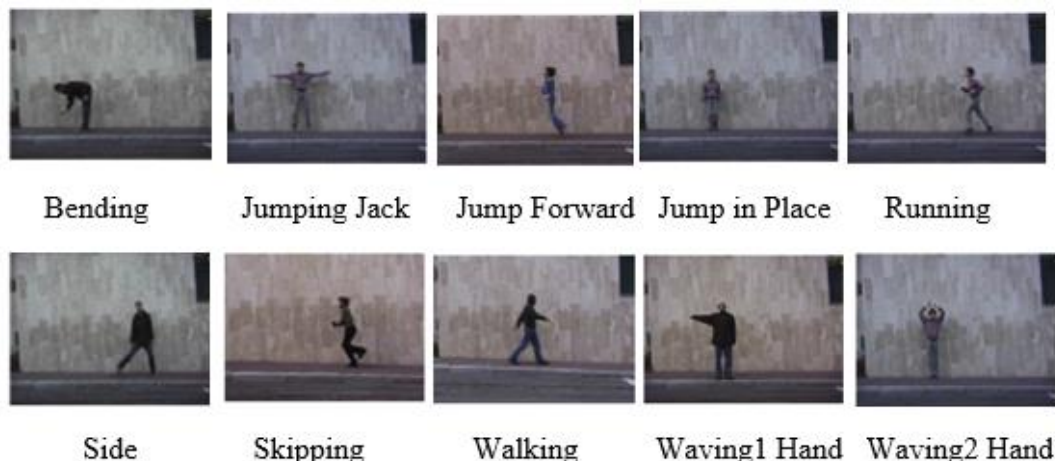 Bending Jumping Jack Jump Forward Jump in Place Running
Side Skipping Walking Waving1 Hand Waving2 Hand